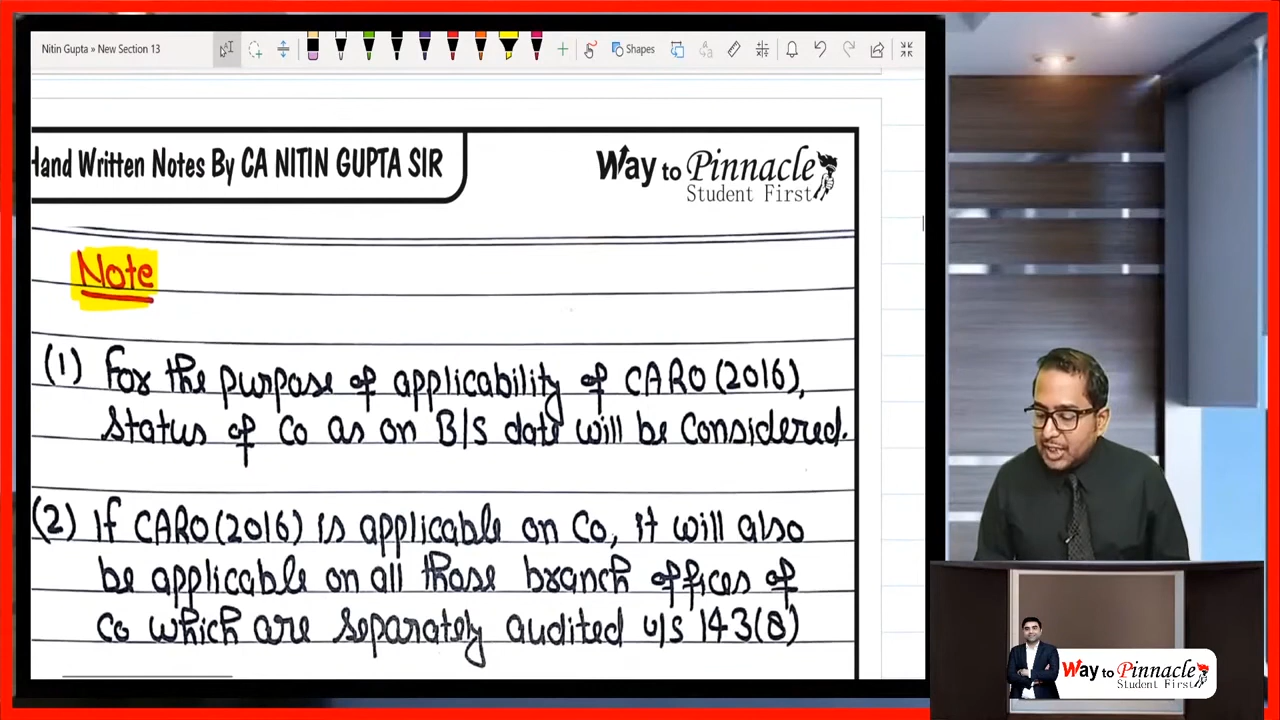 Nitin Gupta » New Section 13
Shapes
Hand Written Notes By CA NITIN GUPTA SIR
Way to Pinnacle
Student First
Note
(1) For the purpose of applicability of CARO (2016),
Status of Co as on B/S date will be Considered.
(2) If CARO (2016) is applicable on Co, it will also
be applicable on all those branch offices of
Co which are separately audited u/s 143(8)
Way to Pinnacle
Student First